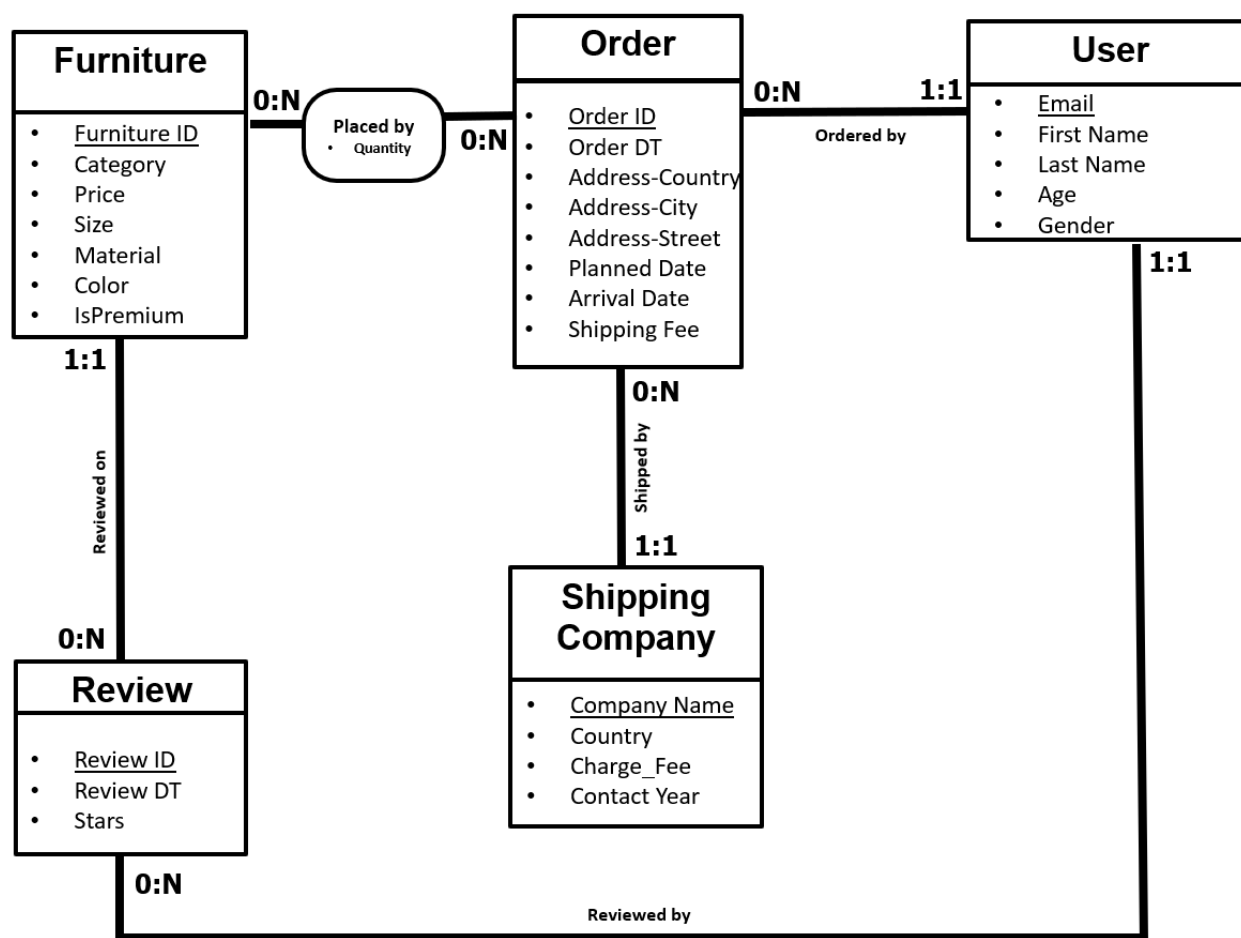 Furniture
• Furniture ID
• Category
• Price
• Size
• Material
• Color
• IsPremium
0:N
Placed by
• Quantity
0:N
Order
• Order ID
• Order DT
• Address-Country
• Address-City
• Address-Street
• Planned Date
• Arrival Date
• Shipping Fee
0:N
Ordered by
1:1
User
• Email
• First Name
• Last Name
• Age
• Gender
1:1
1:1
Reviewed on
0:N
0:N
Shipped by
1:1
Shipping
Company
• Company Name
• Country
• Charge_Fee
• Contact Year
Review
• Review ID
• Review DT
• Stars
0:N
Reviewed by